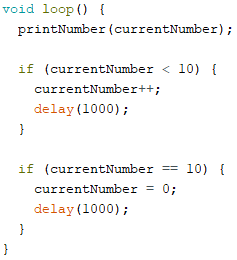 void loop() {
  printNumber(currentNumber);

  if (currentNumber < 10) {
    currentNumber++;
    delay(1000);
  }

  if (currentNumber == 10) {
    currentNumber = 0;
    delay(1000);
  }
}